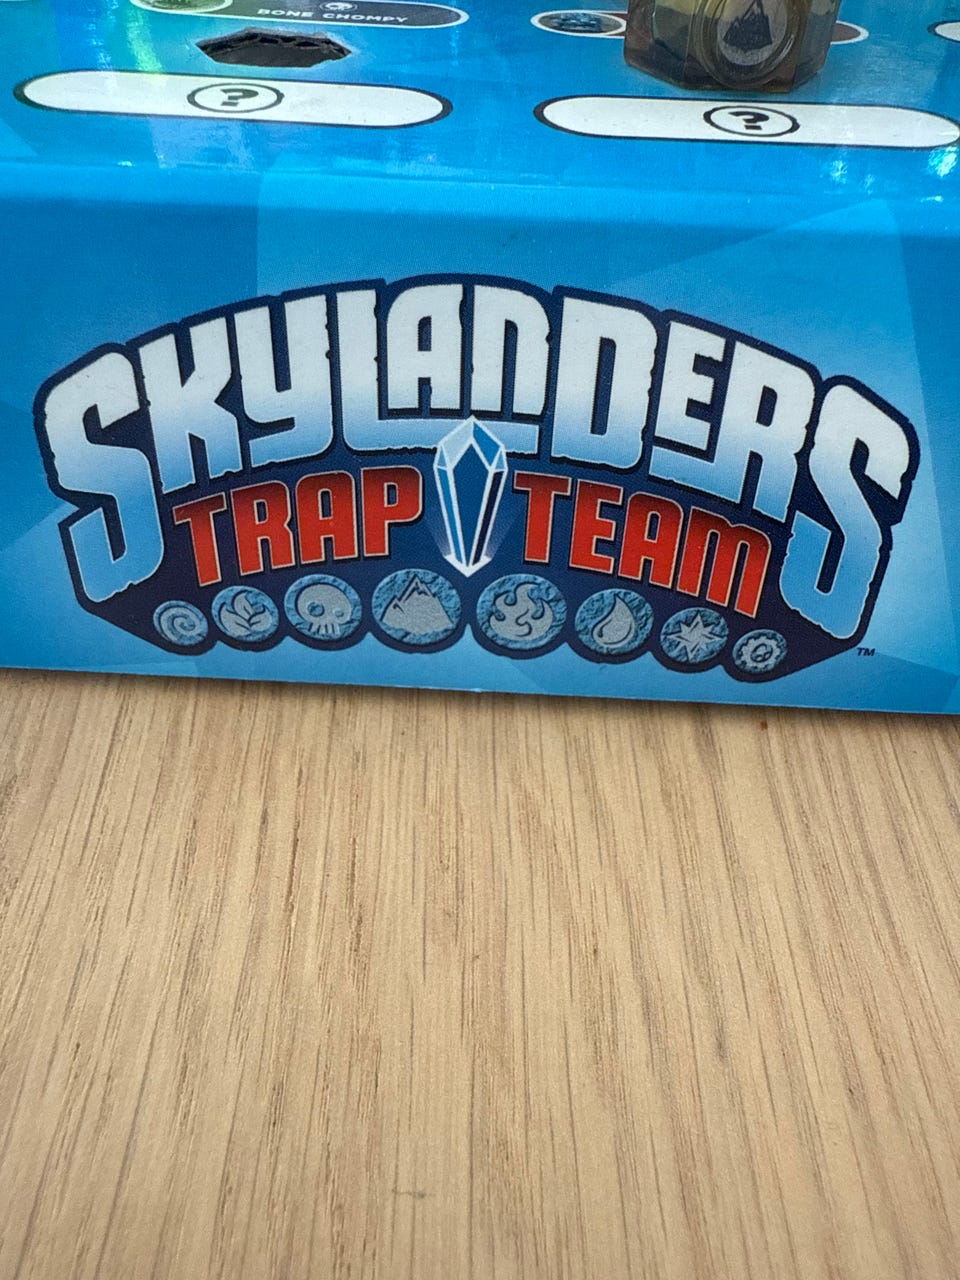 BONE CHOMPY
?
?
SKYLANDERS
TRAP TEAM
TM